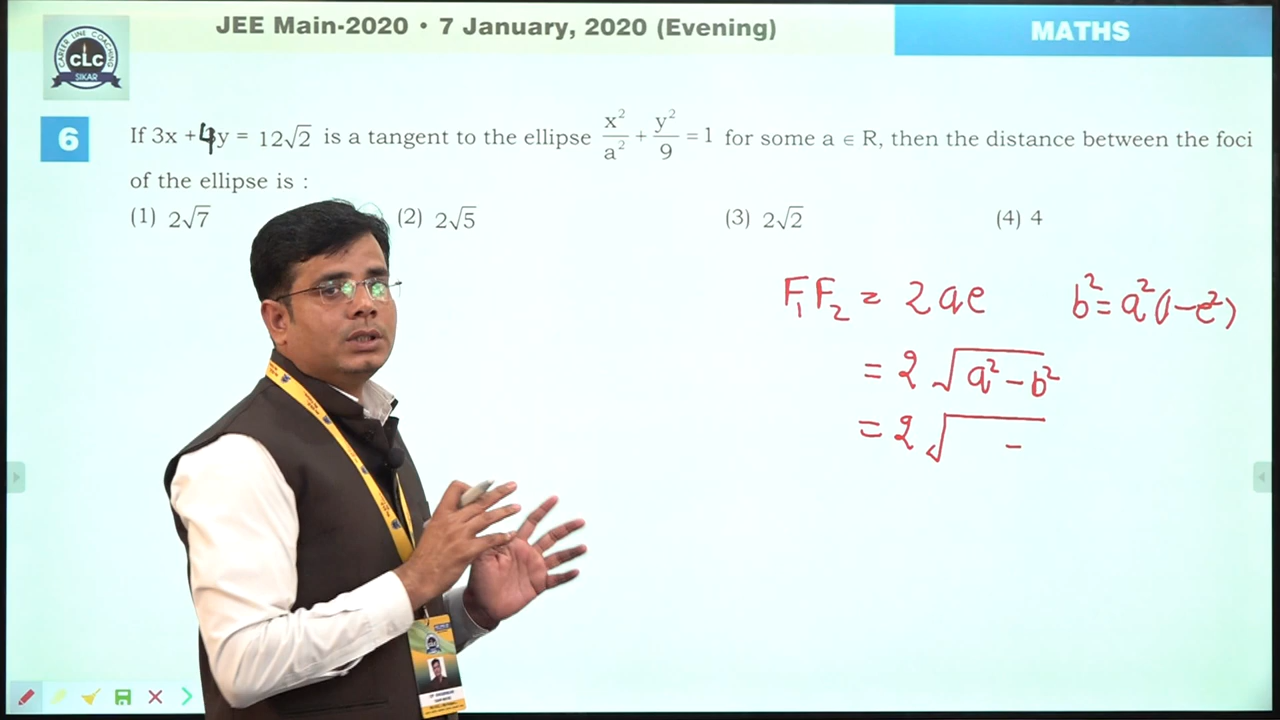 JEE Main-2020 • 7 January, 2020 (Evening)
MATHS
CAREER LINE COACHING
CLC
SIKAR
6
If 3x + 4y = 12√2 is a tangent to the ellipse x²/a² + y²/9 = 1 for some a ∈ R, then the distance between the foci
of the ellipse is :
(1) 2√7 (2) 2√5 (3) 2√2 (4) 4
F₁F₂ = 2ae b² = a²(1-e²)
= 2√(a²-b²)
= 2√ -